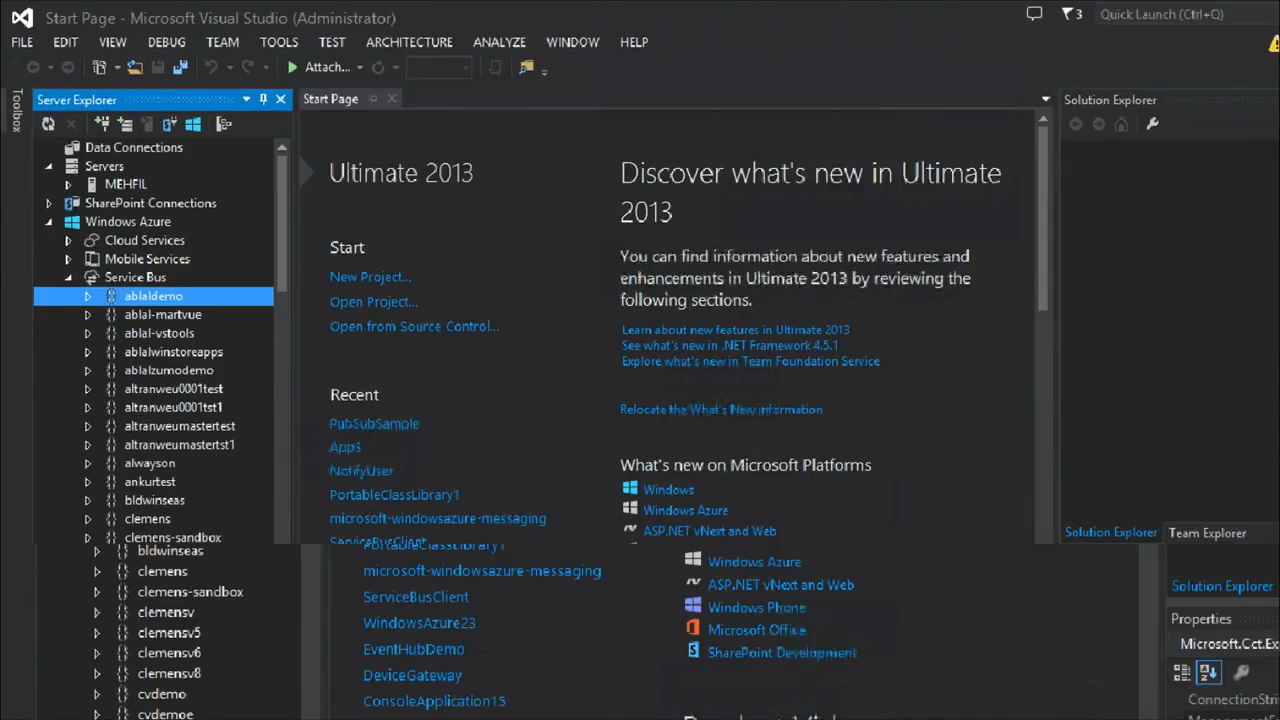 Start Page - Microsoft Visual Studio (Administrator)
3
Quick Launch (Ctrl+Q)
FILE EDIT VIEW DEBUG TEAM TOOLS TEST ARCHITECTURE ANALYZE WINDOW HELP
Attach...
Toolbox
Server Explorer
Data Connections
Servers
MEHFIL
SharePoint Connections
Windows Azure
Cloud Services
Mobile Services
Service Bus
ablaldemo
ablal-martvue
ablal-vstools
ablalwinstoreapps
ablalzumodemo
altranweu0001test
altranweu0001tst1
altranweumastertest
altranweumastertst1
alwayson
ankurtest
bldwinseas
clemens
clemens-sandbox
bldwinseas
clemens
clemens-sandbox
clemensv
clemensv5
clemensv6
clemensv8
cvdemo
cvdemoe
Start Page
Ultimate 2013
Start
New Project...
Open Project...
Open from Source Control...
Recent
PubSubSample
App3
NotifyUser
PortableClassLibrary1
microsoft-windowsazure-messaging
ServiceBusClient
PortableClassLibrary1
microsoft-windowsazure-messaging
ServiceBusClient
WindowsAzure23
EventHubDemo
DeviceGateway
ConsoleApplication15
Discover what's new in Ultimate
2013
You can find information about new features and
enhancements in Ultimate 2013 by reviewing the
following sections.
Learn about new features in Ultimate 2013
See what's new in .NET Framework 4.5.1
Explore what's new in Team Foundation Service
Relocate the What's New information
What's new on Microsoft Platforms
Windows
Windows Azure
ASP.NET vNext and Web
Windows Azure
ASP.NET vNext and Web
Windows Phone
Microsoft Office
SharePoint Development
Solution Explorer
Solution Explorer Team Explorer
Solution Explorer
Properties
Microsoft.Cct.Ex
ConnectionStri